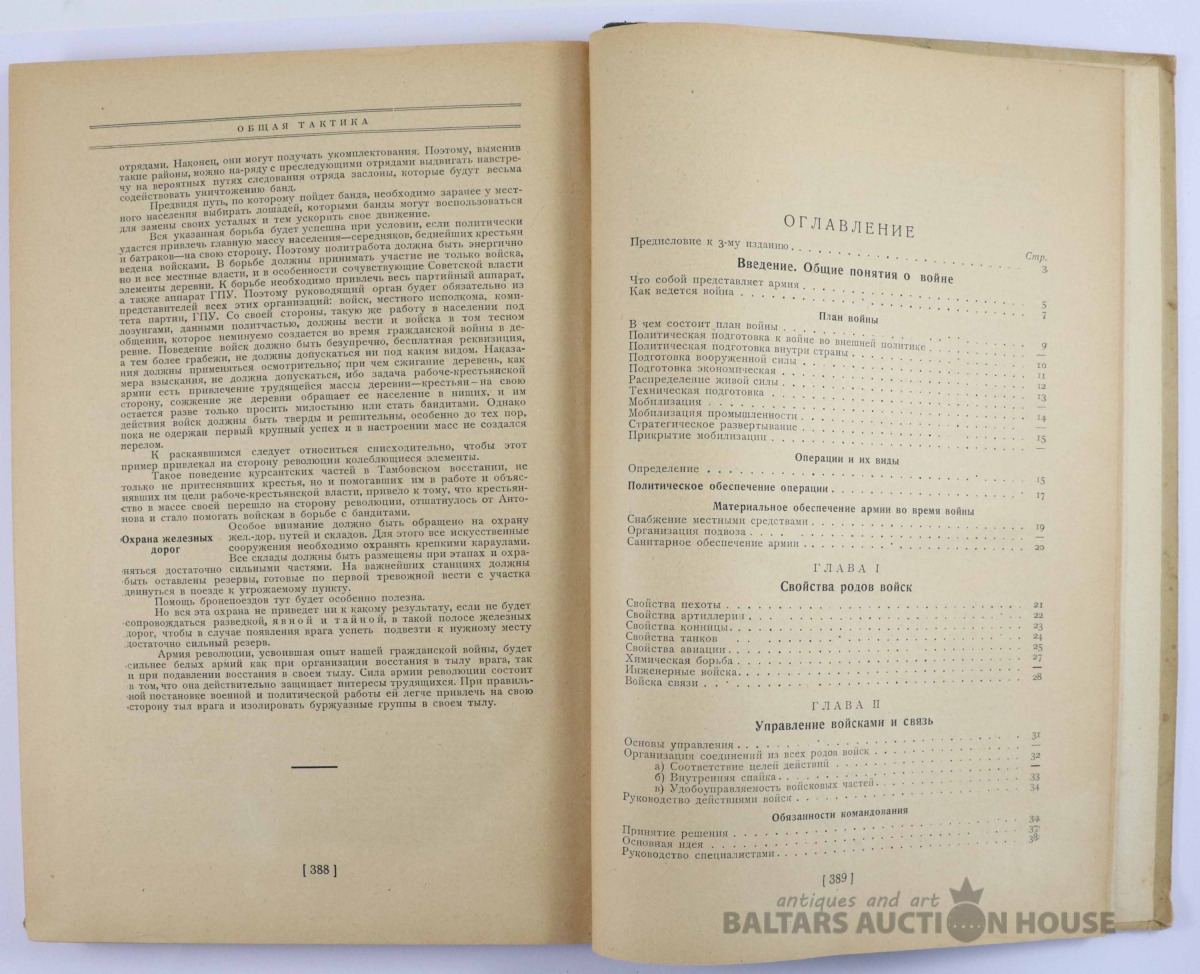 ОБЩАЯ ТАКТИКА
отрядами. Наконец, они могут получать укомплектования. Поэтому, выяснив
такие районы, можно на-ряду с преследующими отрядами выдвигать навстре-
чу на вероятных путях следования отряда заслоны, которые будут весьма
содействовать уничтожению банд.
Предвидя путь, по которому пойдет банда, необходимо заранее у мест-
ного населения выбирать лошадей, которыми банды могут воспользоваться
для замены своих усталых и тем ускорить свое движение.
Вся указанная борьба будет успешна при условии, если политически
удастся привлечь главную массу населения—середняков, беднейших крестьян
и батраков—на свою сторону. Поэтому политработа должна быть энергично
ведена войсками. В борьбе должны принимать участие не только войска,
но и все местные власти, и в особенности сочувствующие Советской власти
элементы деревни. К борьбе необходимо привлечь весь партийный аппарат,
а также аппарат ГПУ. Поэтому руководящий орган будет обязательно из
представителей всех этих организаций: войск, местного исполкома, коми-
тета партии, ГПУ. Со своей стороны, такую же работу в населении под
лозунгами, данными политчастью, должны вести и войска в том тесном
общении, которое неминуемо создается во время гражданской войны в де-
ревне. Поведение войск должно быть безупречно, бесплатная реквизиция,
а тем более грабежи, не должны допускаться ни под каким видом. Наказа-
ния должны применяться осмотрительно; при чем сжигание деревень, как
мера взыскания, не должна допускаться, ибо задача рабоче-крестьянской
армии есть привлечение трудящейся массы деревни—крестьян—на свою
сторону, сожжение же деревни обращает ее население в нищих, и им
остается разве только просить милостыню или стать бандитами. Однако
действия войск должны быть тверды и решительны, особенно до тех пор,
пока не одержан первый крупный успех и в настроении масс не создался
перелом.
К раскаявшимся следует относиться снисходительно, чтобы этот
пример привлекал на сторону революции колеблющиеся элементы.
Такое поведение курсантских частей в Тамбовском восстании, не
только не притеснявших крестья, но и помогавших им в работе и объяс-
нявших им цели рабоче-крестьянской власти, привело к тому, что крестьян-
ство в массе своей перешло на сторону революции, отшатнулось от Анто-
нова и стало помогать войскам в борьбе с бандитами.
Охрана железных
дорог
Особое внимание должно быть обращено на охрану
жел.-дор. путей и складов. Для этого все искусственные
сооружения необходимо охранять крепкими караулами.
Все склады должны быть размещены при этапах и охра-
няться достаточно сильными частями. На важнейших станциях должны
быть оставлены резервы, готовые по первой тревожной вести с участка
двинуться в поезде к угрожаемому пункту.
Помощь бронепоездов тут будет особенно полезна.
Но вся эта охрана не приведет ни к какому результату, если не будет
сопровождаться разведкой, явной и тайной, в такой полосе железных
дорог, чтобы в случае появления врага успеть подвезти к нужному месту
достаточно сильный резерв.
Армия революции, усвоившая опыт нашей гражданской войны, будет
сильнее белых армий как при организации восстания в тылу врага, так
и при подавлении восстания в своем тылу. Сила армии революции состоит
в том, что она действительно защищает интересы трудящихся. При правиль-
ной постановке военной и политической работы ей легче привлечь на свою
сторону тыл врага и изолировать буржуазные группы в своем тылу.
[ 388 ]
ОГЛАВЛЕНИЕ
Стр.
Предисловие к 3-му изданию 3
Введение. Общие понятия о войне
Что собой представляет армия 5
Как ведется война 7
План войны
В чем состоит план войны 9
Политическая подготовка к войне во внешней политике —
Политическая подготовка внутри страны 10
Подготовка вооруженной силы 11
Подготовка экономическая 12
Распределение живой силы 13
Техническая подготовка —
Мобилизация 14
Мобилизация промышленности —
Стратегическое развертывание 15
Прикрытие мобилизации —
Операции и их виды
Определение 15
Политическое обеспечение операции 17
Материальное обеспечение армии во время войны
Снабжение местными средствами 19
Организация подвоза —
Санитарное обеспечение армии 20
ГЛАВА I
Свойства родов войск
Свойства пехоты 21
Свойства артиллерии 22
Свойства конницы 23
Свойства танков 24
Свойства авиации 25
Химическая борьба 27
Инженерные войска —
Войска связи 28
ГЛАВА II
Управление войсками и связь
Основы управления 31
Организация соединений из всех родов войск —
а) Соответствие целей действий 32
б) Внутренняя спайка —
в) Удобоуправляемость войсковых частей 33
Руководство действиями войск 34
Обязанности командования
Принятие решения 34
Основная идея 37
Руководство специалистами 38
[ 389 ]
antiques and art
BALTARS AUCTION HOUSE